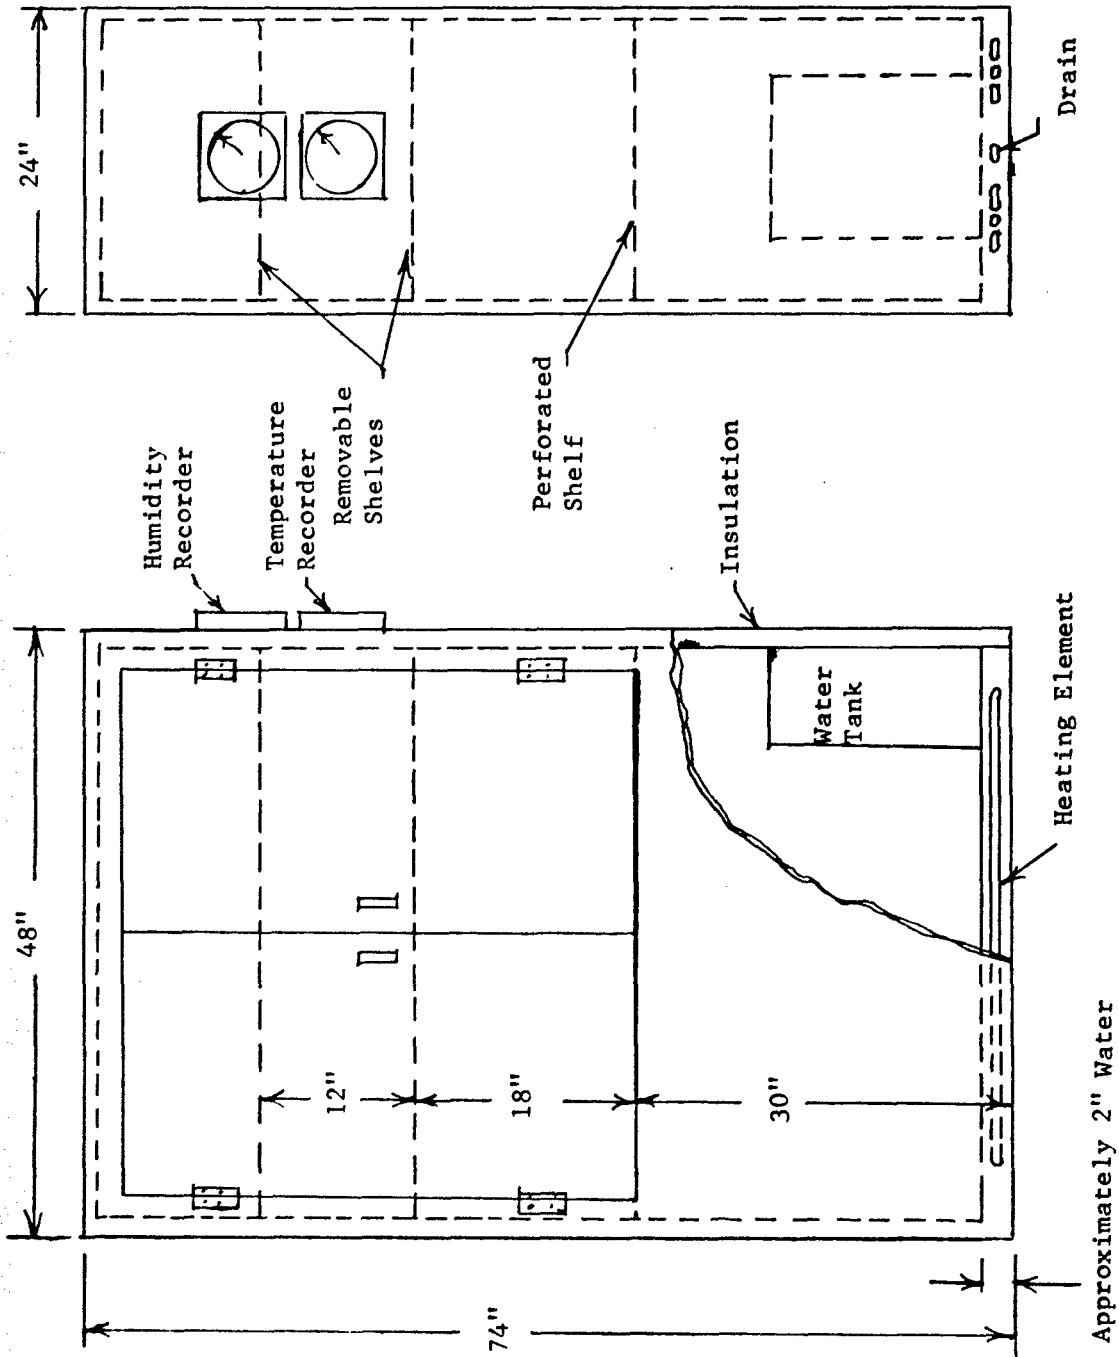 24"
Humidity
Recorder
Temperature
Recorder
Removable
Shelves
Perforated
Shelf
Drain
48"
12"
18"
30"
74"
Insulation
Water
Tank
Heating Element
Approximately 2" Water